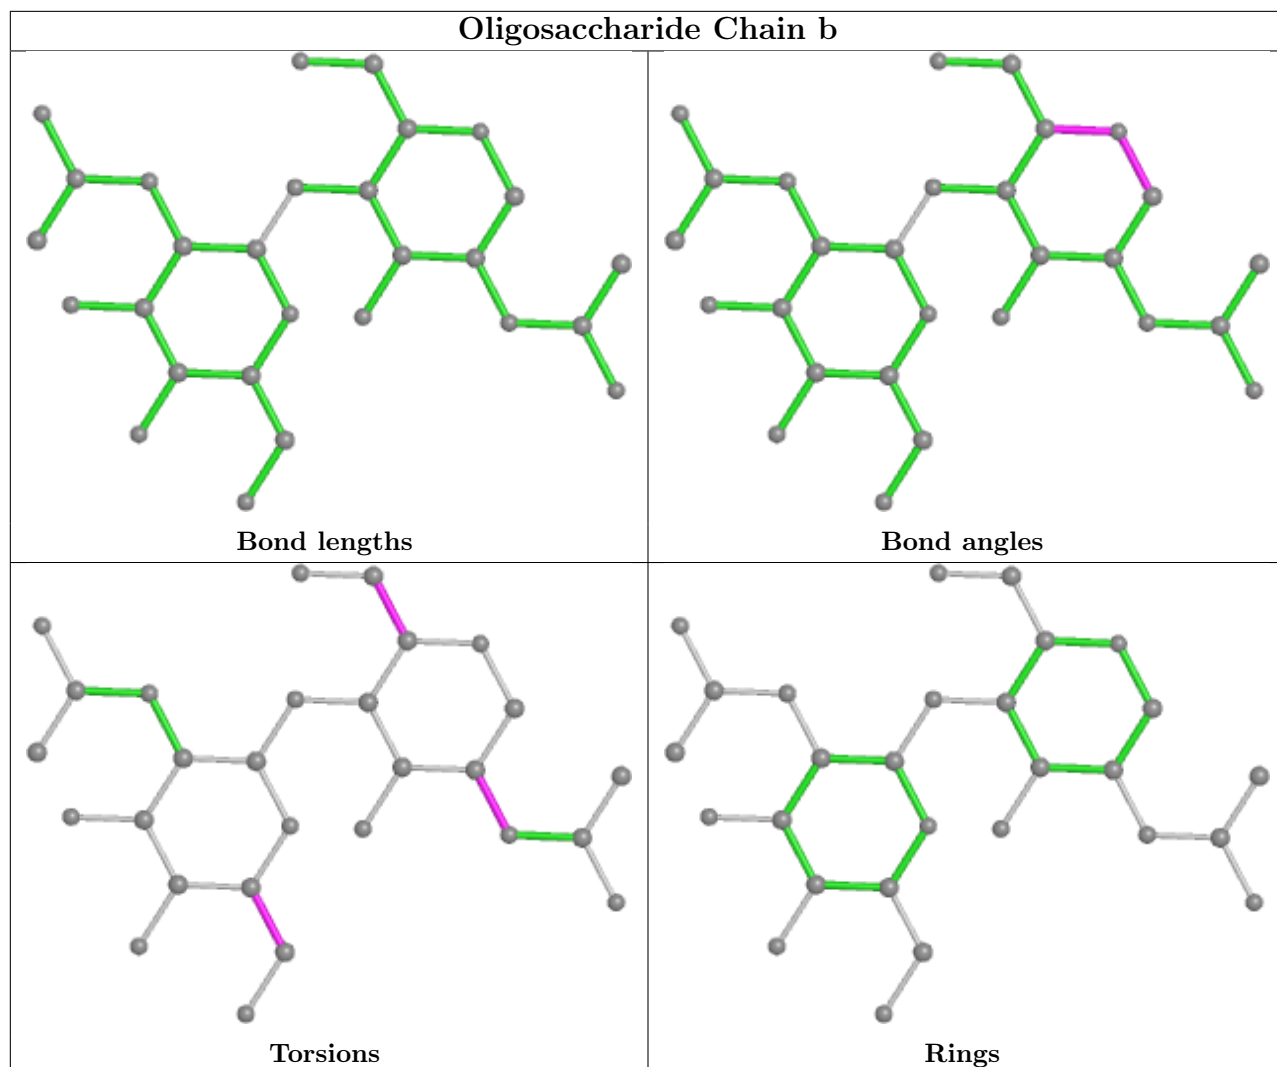 Oligosaccharide Chain b
Bond lengths
Bond angles
Torsions
Rings